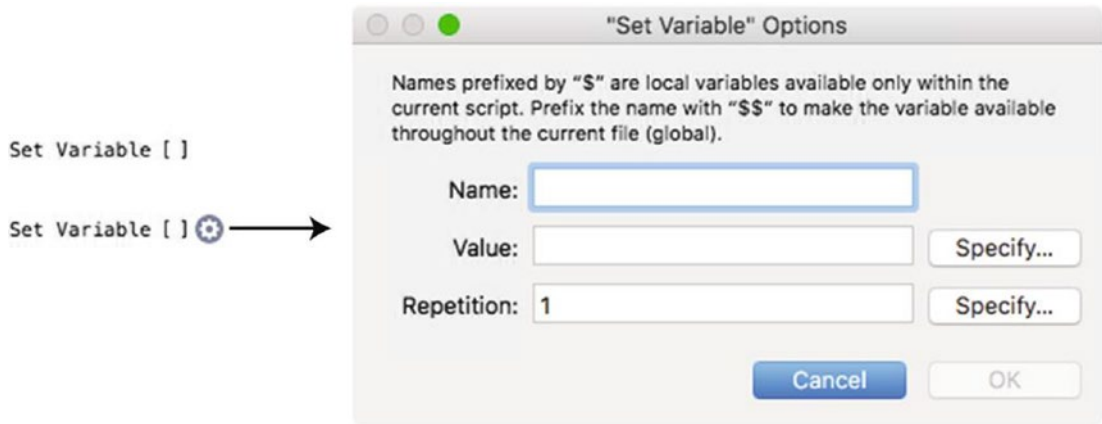 Set Variable [ ]
Set Variable [ ]
"Set Variable" Options
Names prefixed by “$” are local variables available only within the
current script. Prefix the name with “$$” to make the variable available
throughout the current file (global).
Name:
Value:
Specify...
Repetition: 1
Specify...
Cancel
OK